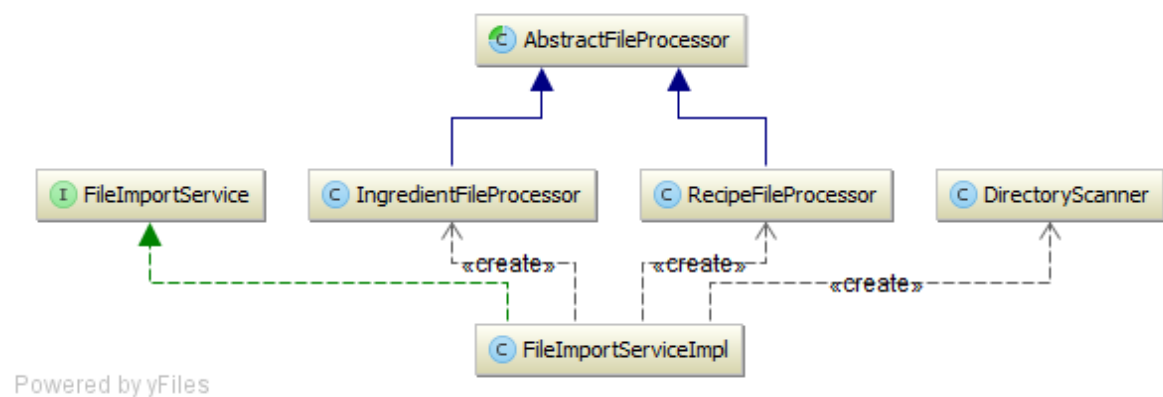 C AbstractFileProcessor
I FileImportService
C IngredientFileProcessor
C RecipeFileProcessor
C DirectoryScanner
«create»
«create»
«create»
C FileImportServiceImpl
Powered by yFiles